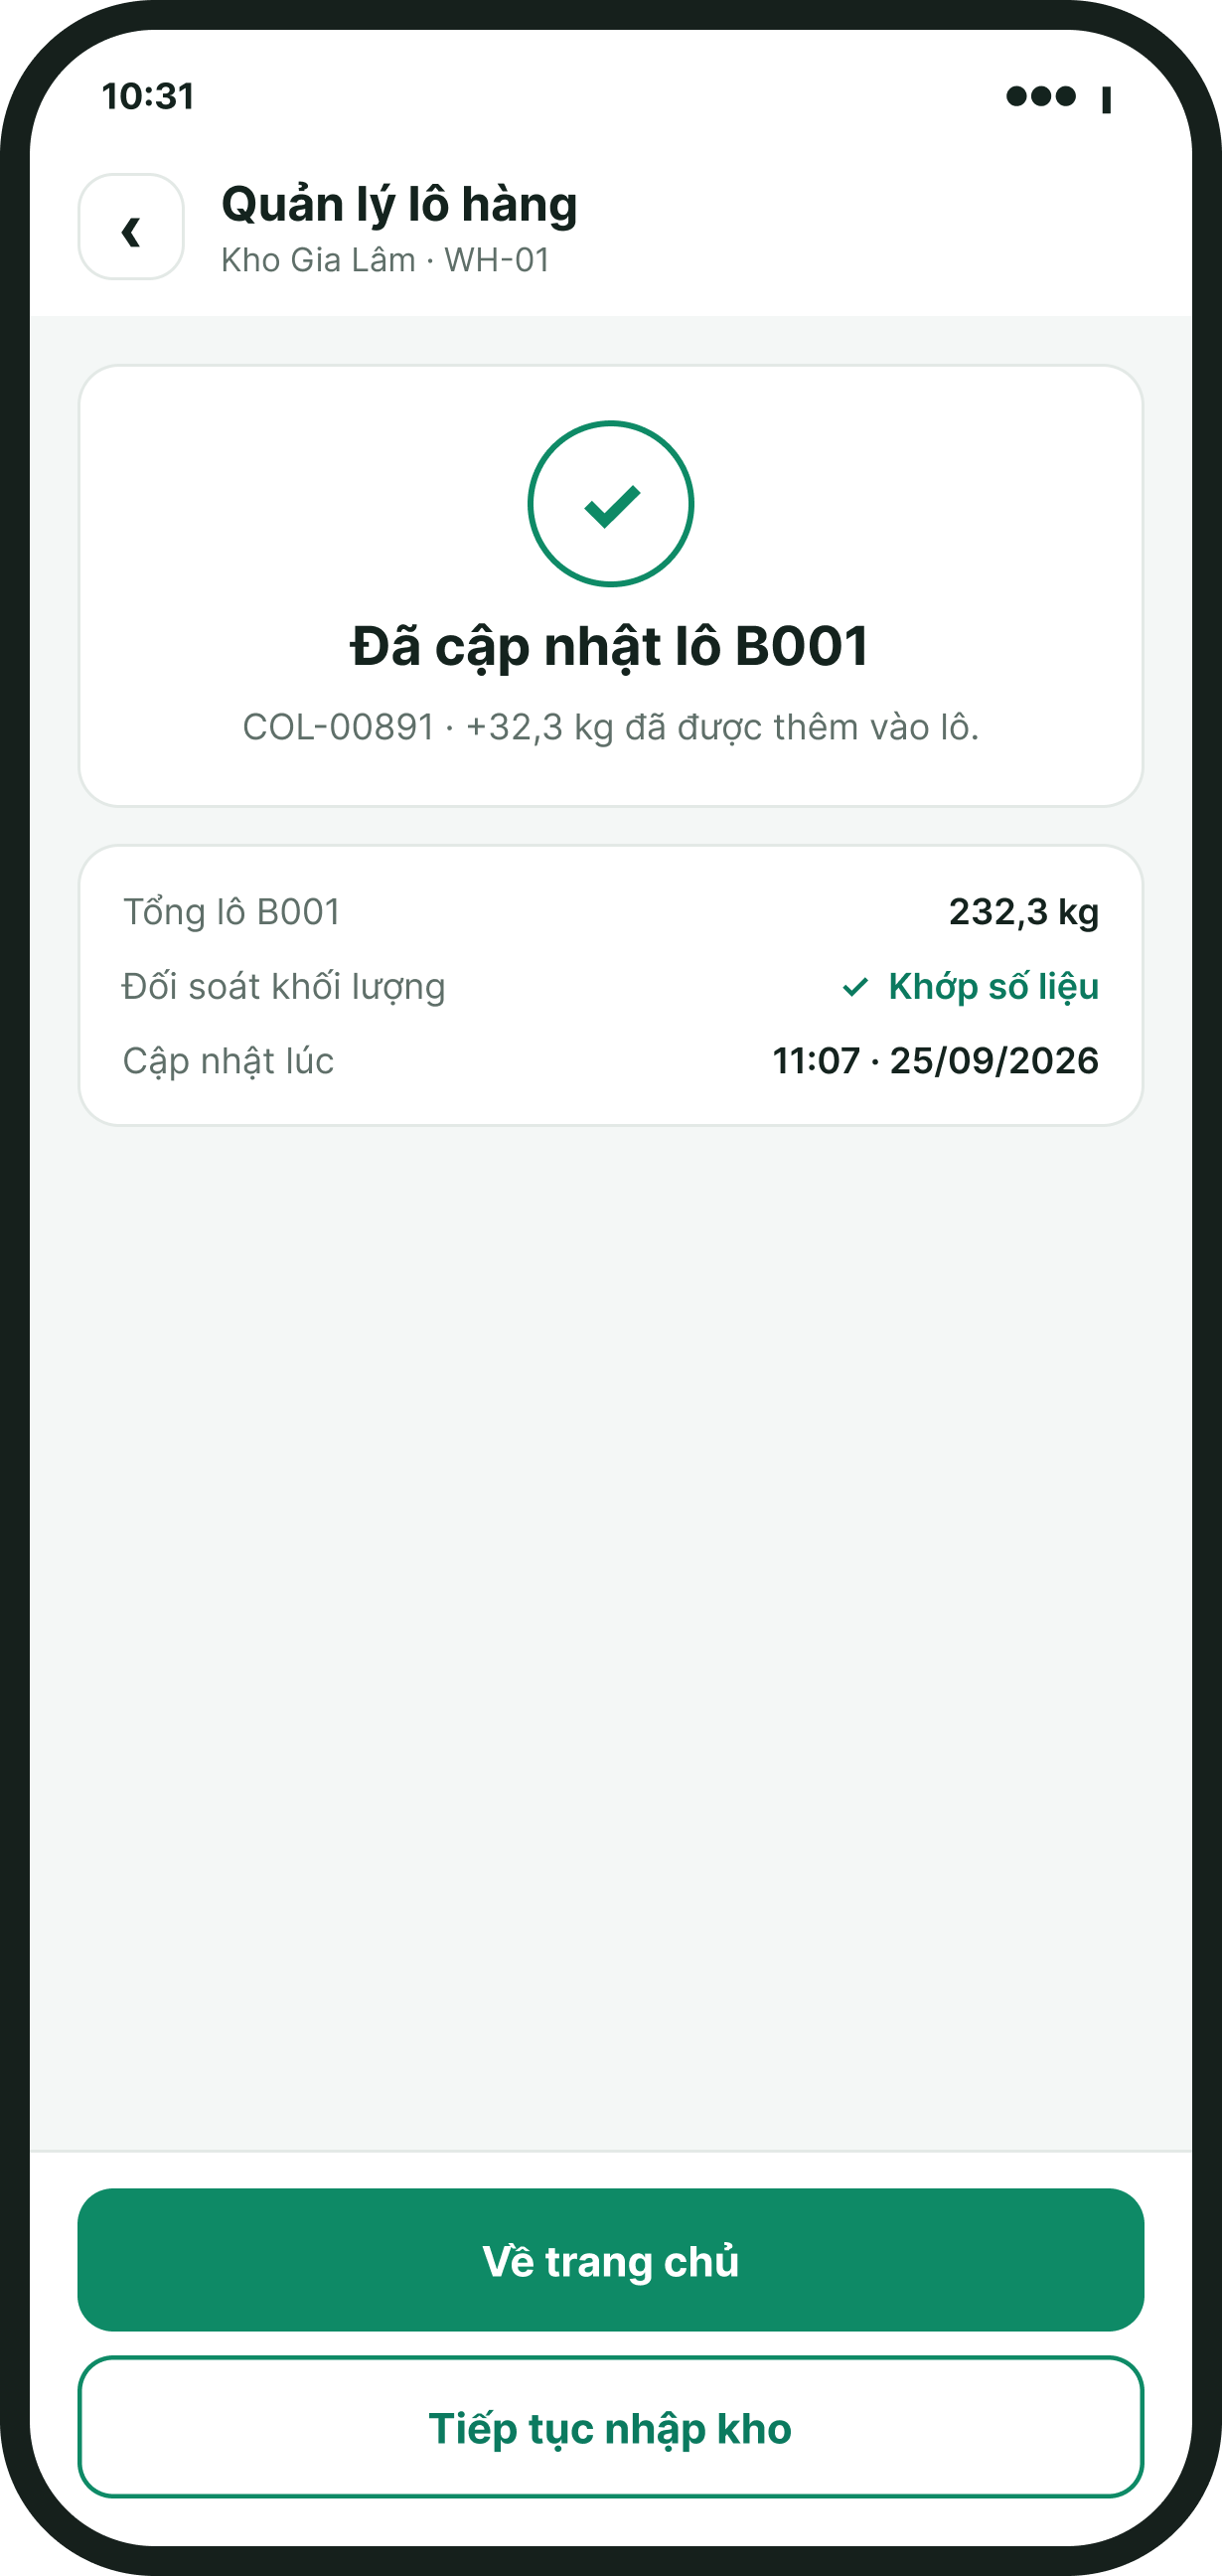 10:31
Quản lý lô hàng
Kho Gia Lâm · WH-01
Đã cập nhật lô B001
COL-00891 · +32,3 kg đã được thêm vào lô.
Tổng lô B001 232,3 kg
Đối soát khối lượng ✓ Khớp số liệu
Cập nhật lúc 11:07 · 25/09/2026
Về trang chủ
Tiếp tục nhập kho